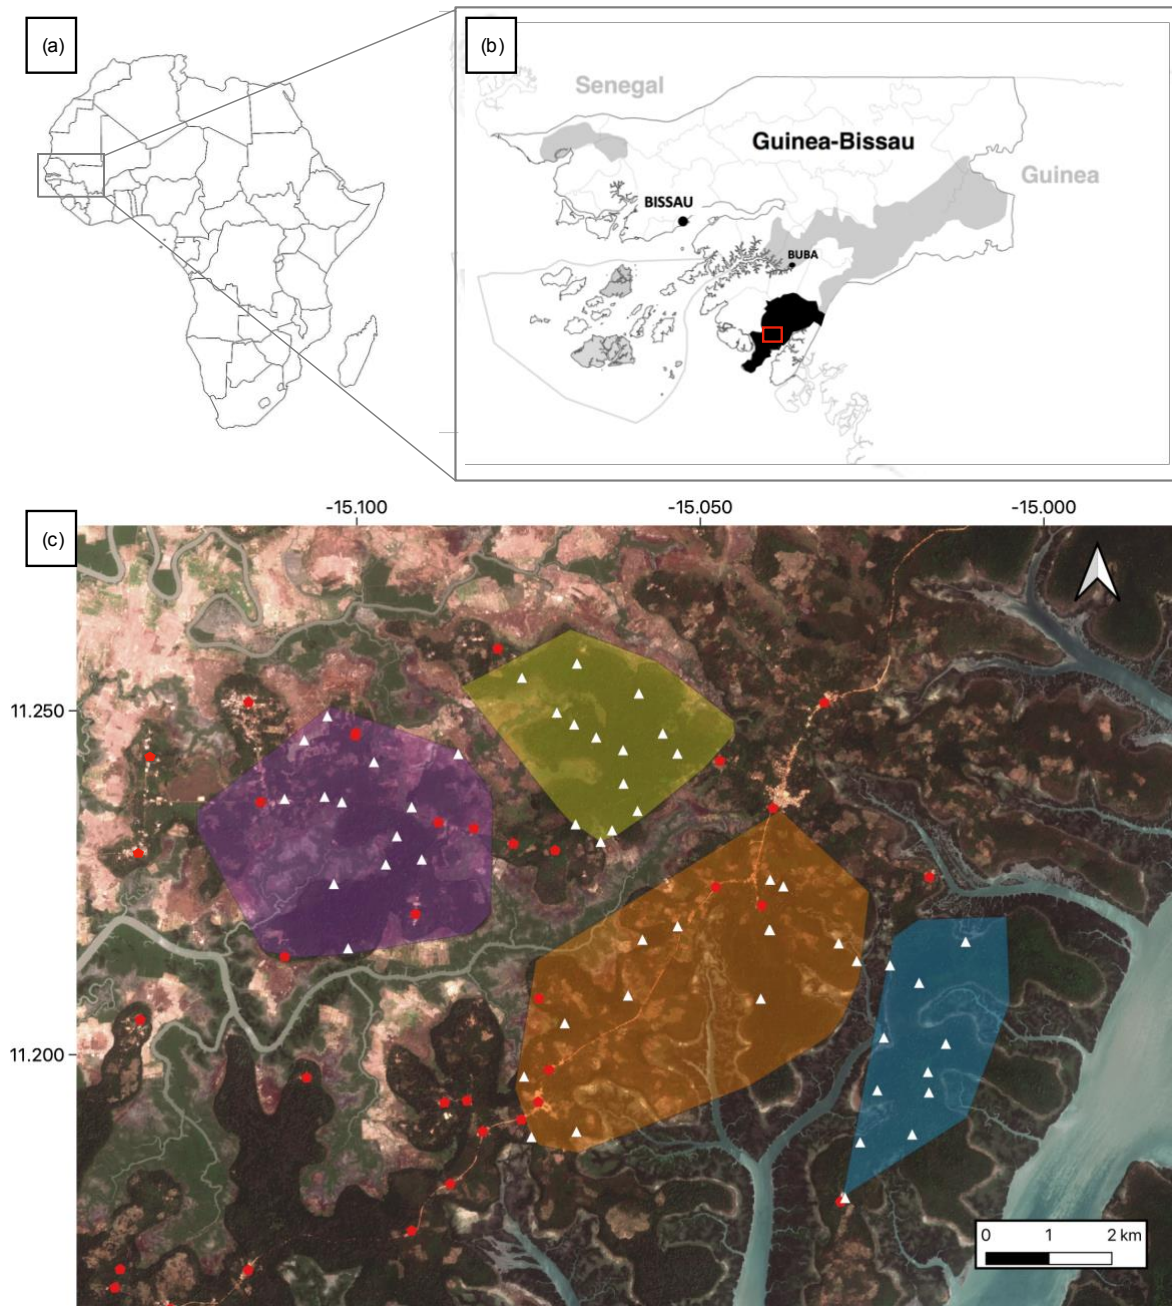 (a)
(b)
Senegal
Guinea-Bissau
Guinea
BISSAU
BUBA
(c)
-15.100
-15.050
-15.000
11.250
11.200
0 1 2 km